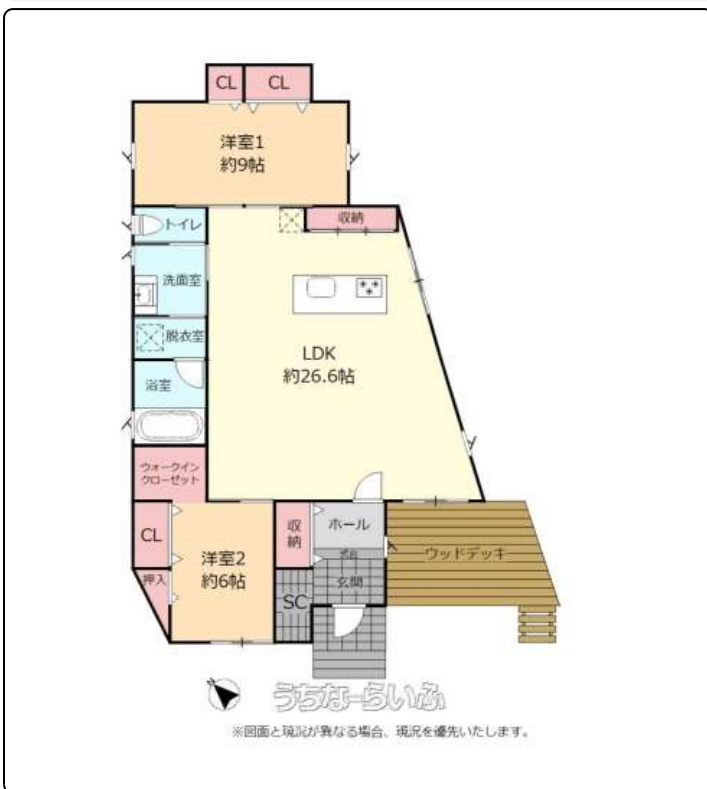 CL
CL
洋室1
約9帖
トイレ
収納
洗面室
脱衣室
LDK
約26.6帖
浴室
ウォークイン
クローゼット
CL
洋室2
約6帖
収
納
ホール
式台
ウッドデッキ
押入
玄関
SC
うちなーらいふ
※図面と現況が異なる場合、現況を優先いたします。